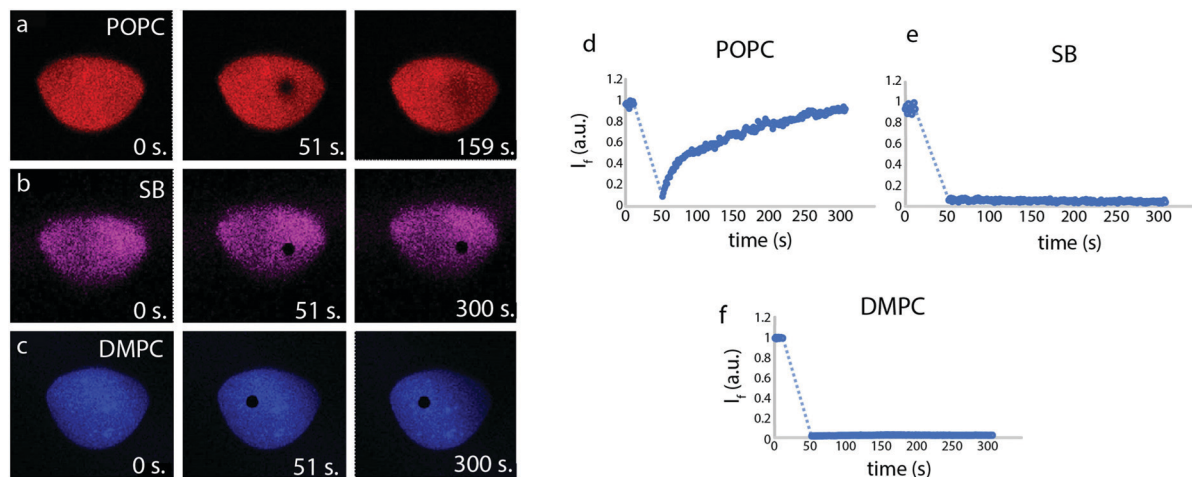 a POPC
0 s. 51 s. 159 s.
b SB
0 s. 51 s. 300 s.
c DMPC
0 s. 51 s. 300 s.
d POPC
1.2
1
0.8
0.6
0.4
0.2
0
I_f (a.u.)
0 50 100 150 200 250 300
time (s)
e SB
1.2
1
0.8
0.6
0.4
0.2
0
0 50 100 150 200 250 300
time (s)
f DMPC
1.2
1
0.8
0.6
0.4
0.2
0
I_f (a.u.)
0 50 100 150 200 250 300
time (s)